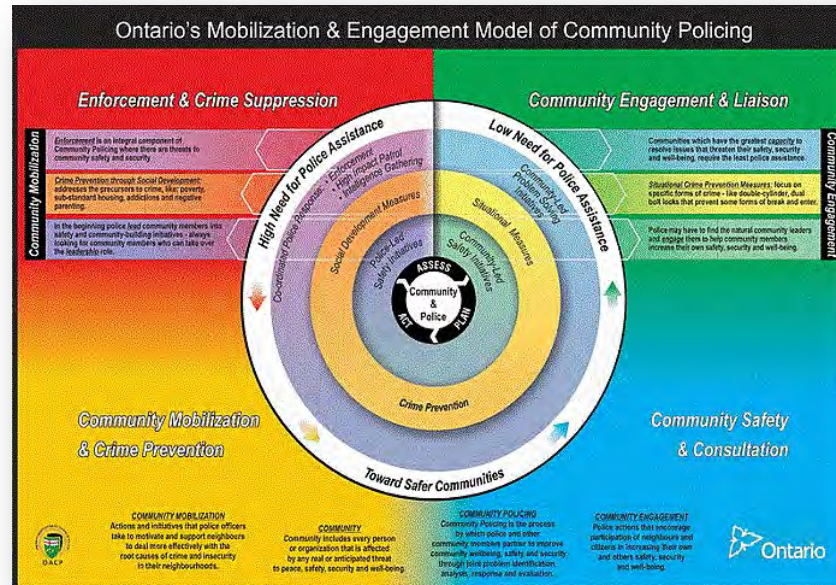 Ontario's Mobilization & Engagement Model of Community Policing
Enforcement & Crime Suppression
Community Engagement & Liaison
Community Mobilization
Enforcement is an integral component of
Community Policing where there are threats to
community safety and security
Crime Prevention through Social Development:
addresses the precursors to crime, like: poverty,
sub-standard housing, addictions and negative
parenting.
In the beginning police lead community members into
safety and community-building initiatives - always
looking for community members who can take over
the leadership role.
High Need for Police Assistance
Low Need for Police Assistance
Co-ordinated Police Response:
• Enforcement
• High Impact Patrol
• Intelligence Gathering
Social Development Measures
Police-Led
Safety Initiatives
Community-Led
Problem Solving
Initiatives
Situational Measures
Community-Led
Safety Initiatives
ASSESS
PLAN
ACT
Community
&
Police
Crime Prevention
Toward Safer Communities
Communities which have the greatest capacity to
resolve issues that threaten their safety, security
and well-being, require the least police assistance.
Situational Crime Prevention Measures: focus on
specific forms of crime - like double-cylinder, dual
bolt locks that prevent some forms of break and enter.
Police may have to find the natural community leaders
and engage them to help community members
increase their own safety, security and well-being.
Community Engagement
Community Mobilization
& Crime Prevention
Community Safety
& Consultation
COMMUNITY MOBILIZATION
Actions and initiatives that police officers
take to motivate and support neighbours
to deal more effectively with the
root causes of crime and insecurity
in their neighbourhoods.
COMMUNITY
Community includes every person
or organization that is affected
by any real or anticipated threat
to peace, safety, security and well-being.
COMMUNITY POLICING
Community Policing is the process
by which police and other
community members partner to improve
community wellbeing, safety and security
through joint problem identification,
analysis, response and evaluation.
COMMUNITY ENGAGEMENT
Police actions that encourage
participation of neighbours and
citizens in increasing their own
and others safety, security
and well-being.
OACP
Ontario